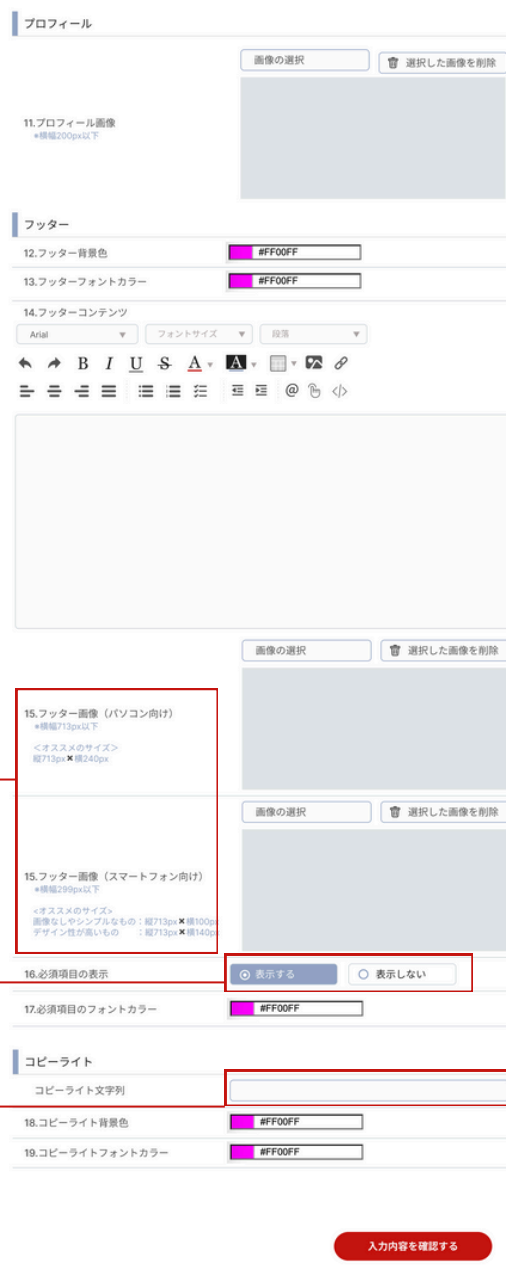 プロフィール
画像の選択
選択した画像を削除
11.プロフィール画像
*横幅200px以下
フッター
12.フッター背景色
#FF00FF
13.フッターフォントカラー
#FF00FF
14.フッターコンテンツ
Arial ▼ フォントサイズ ▼ 段落 ▼
B I U S A A
@ </>
画像の選択
選択した画像を削除
15.フッター画像（パソコン向け）
*横幅713px以下
＜オススメのサイズ＞
縦713px✖横240px
画像の選択
選択した画像を削除
15.フッター画像（スマートフォン向け）
*横幅299px以下
<オススメのサイズ>
画像なしやシンプルなもの：縦713px✖横100px
デザイン性が高いもの　　：縦713px✖横140px
16.必須項目の表示
表示する
表示しない
17.必須項目のフォントカラー
#FF00FF
コピーライト
コピーライト文字列
18.コピーライト背景色
#FF00FF
19.コピーライトフォントカラー
#FF00FF
入力内容を確認する